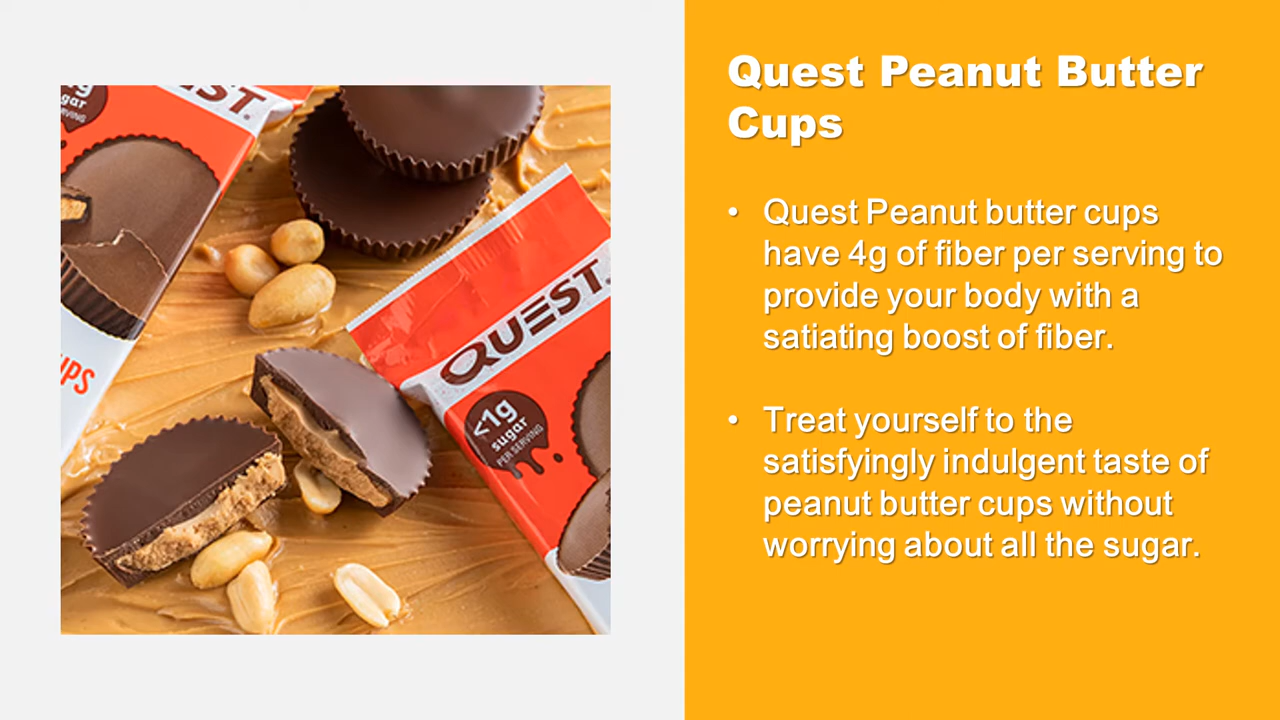 Quest Peanut Butter
Cups
• Quest Peanut butter cups
have 4g of fiber per serving to
provide your body with a
satiating boost of fiber.
• Treat yourself to the
satisfyingly indulgent taste of
peanut butter cups without
worrying about all the sugar.
QUEST
<1g
sugar
PER SERVING